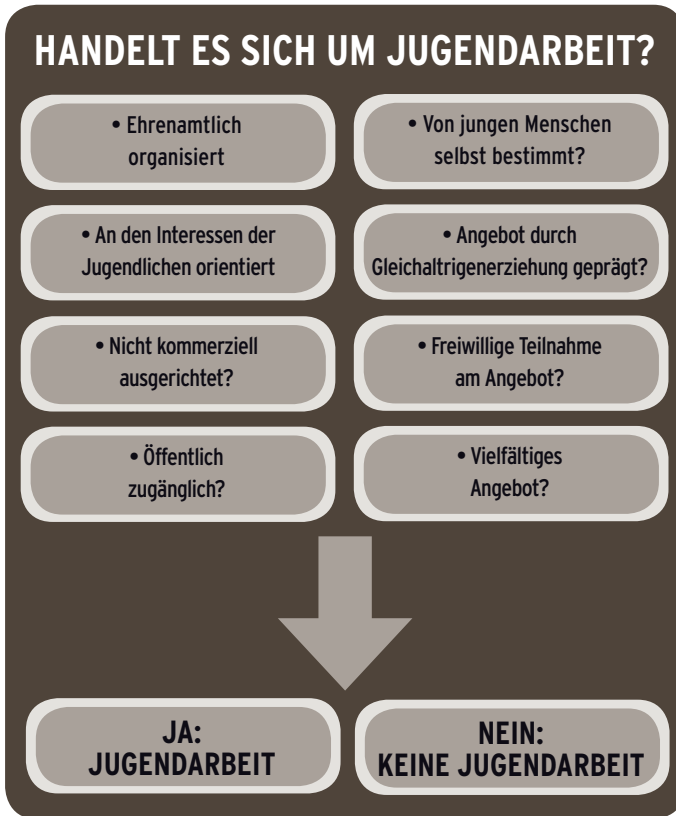 HANDELT ES SICH UM JUGENDARBEIT?
• Ehrenamtlich
organisiert
• Von jungen Menschen
selbst bestimmt?
• An den Interessen der
Jugendlichen orientiert
• Angebot durch
Gleichaltrigenerziehung geprägt?
• Nicht kommerziell
ausgerichtet?
• Freiwillige Teilnahme
am Angebot?
• Öffentlich
zugänglich?
• Vielfältiges
Angebot?
JA:
JUGENDARBEIT
NEIN:
KEINE JUGENDARBEIT